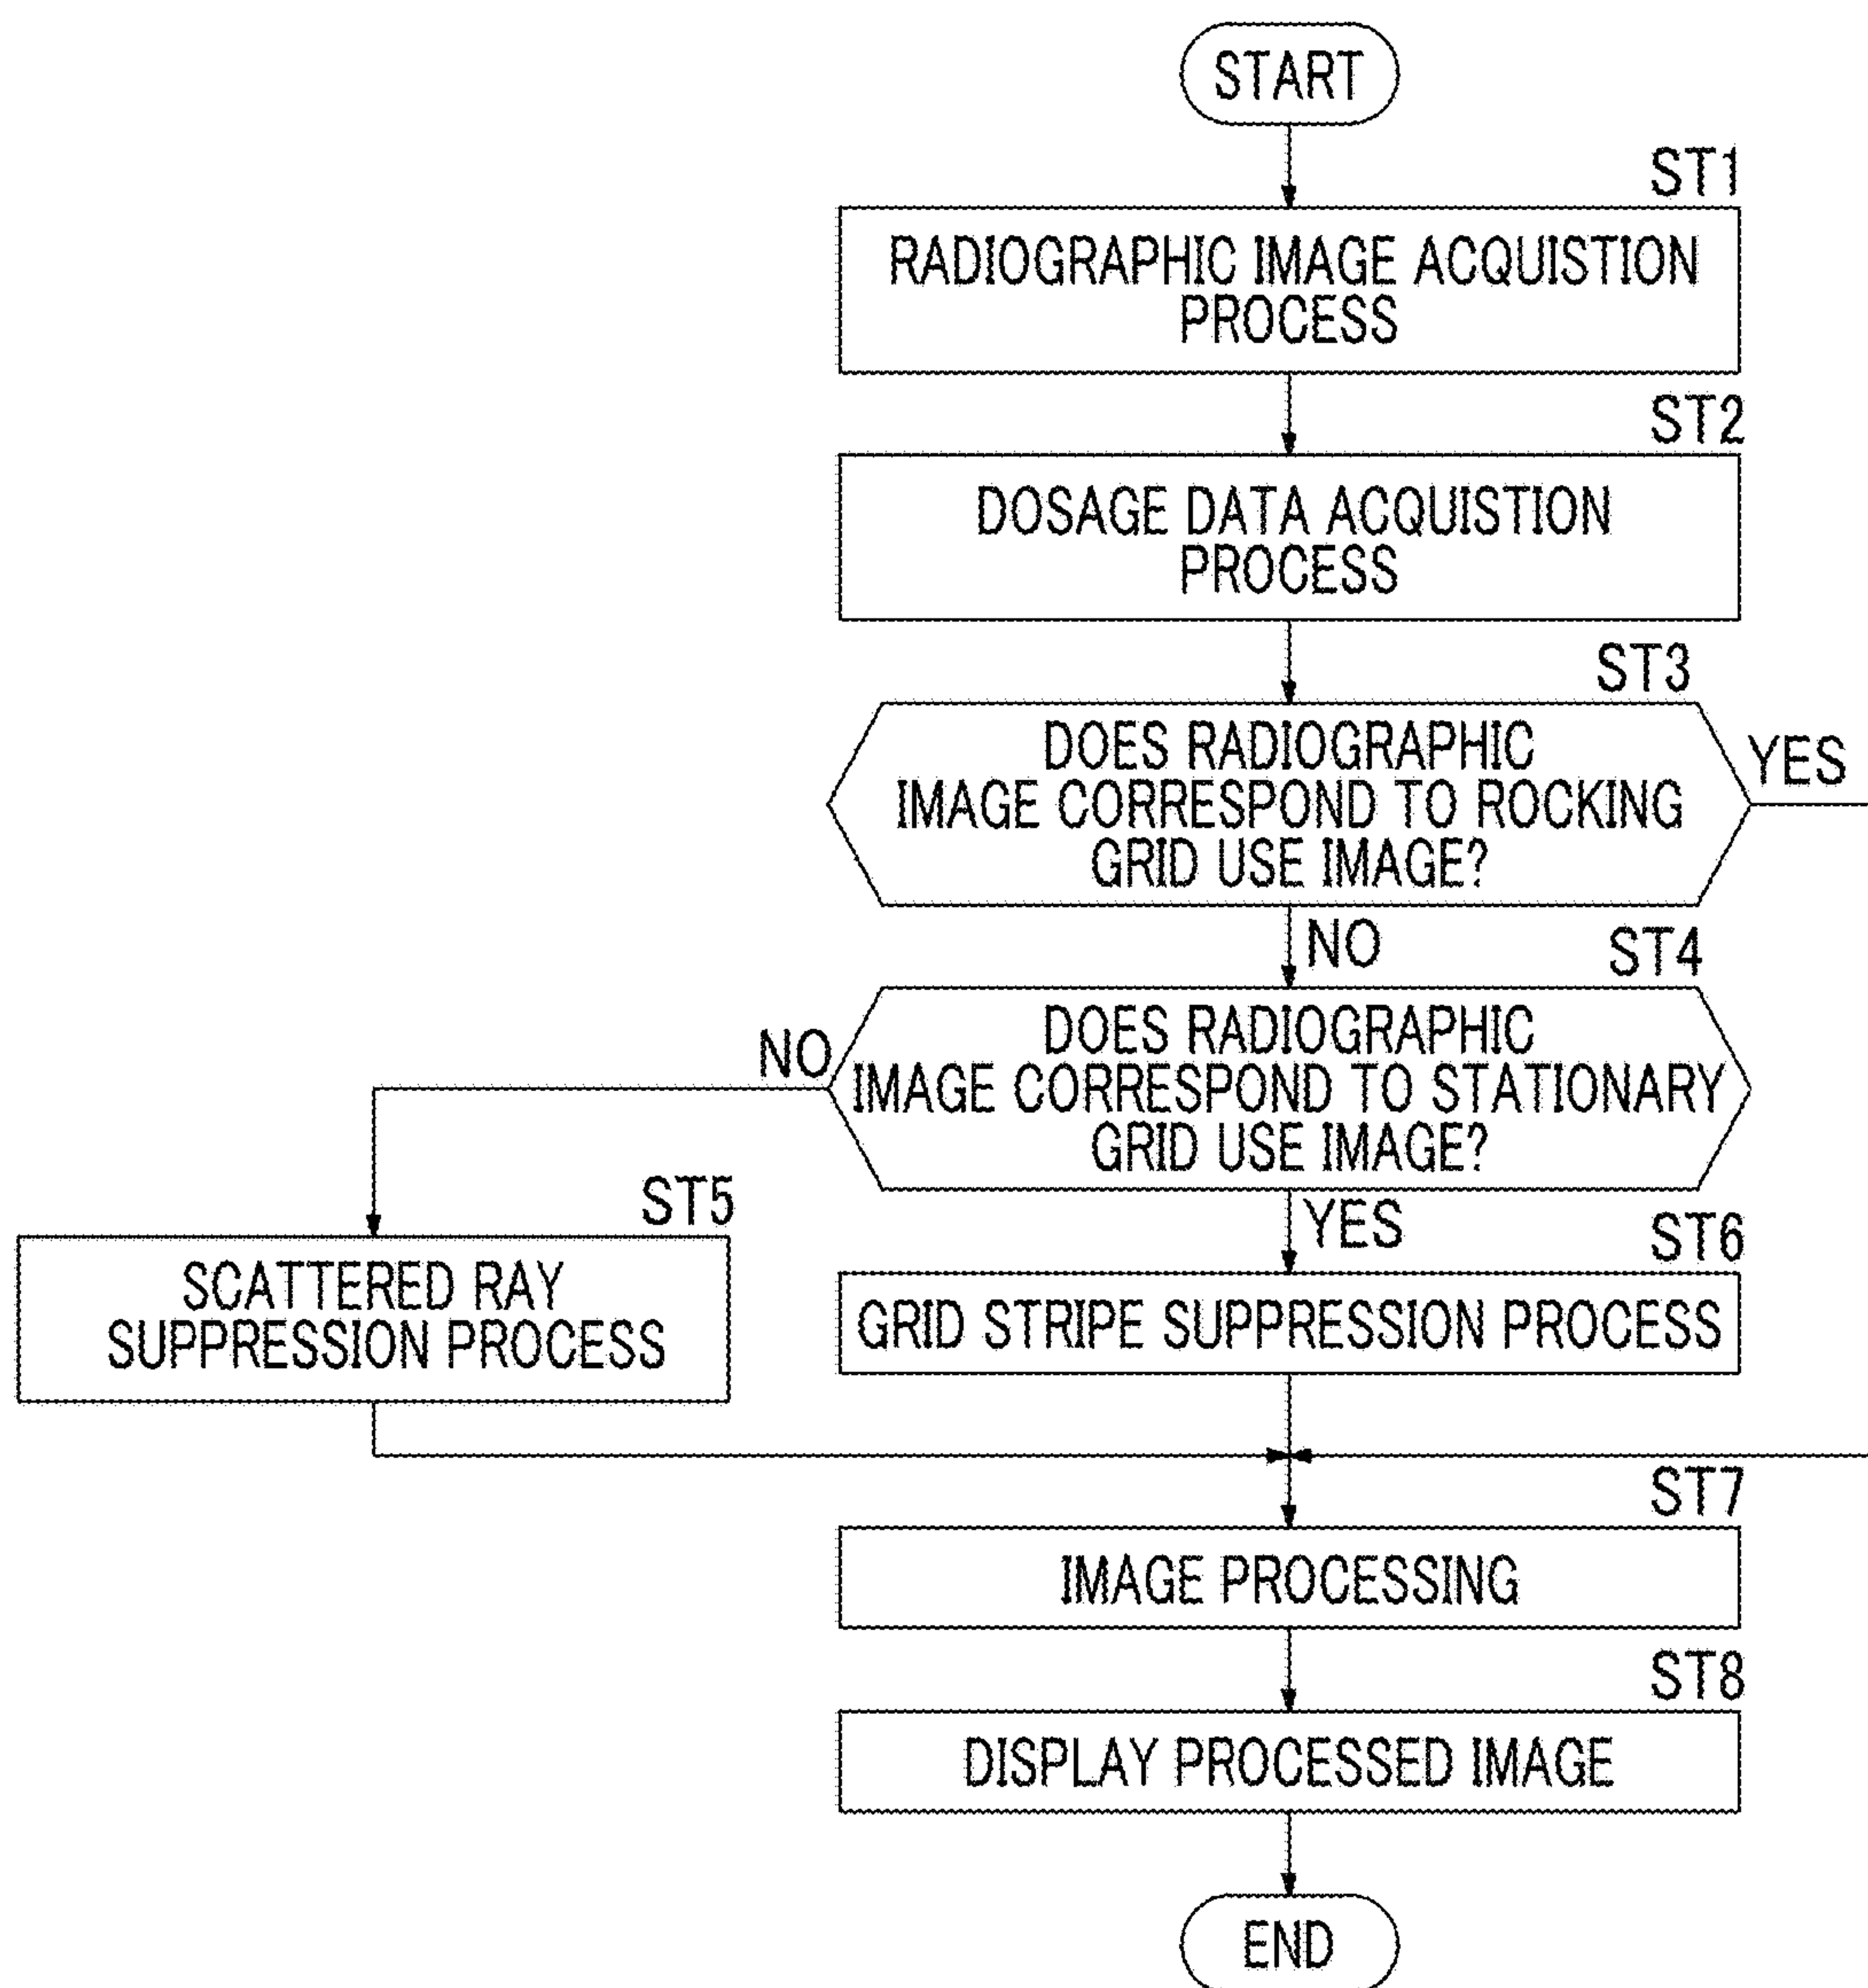 START
ST1
RADIOGRAPHIC IMAGE ACQUISTION
PROCESS
ST2
DOSAGE DATA ACQUISTION
PROCESS
ST3
DOES RADIOGRAPHIC
IMAGE CORRESPOND TO ROCKING
GRID USE IMAGE?
YES
NO
ST4
DOES RADIOGRAPHIC
IMAGE CORRESPOND TO STATIONARY
GRID USE IMAGE?
NO
YES
ST5
SCATTERED RAY
SUPPRESSION PROCESS
ST6
GRID STRIPE SUPPRESSION PROCESS
ST7
IMAGE PROCESSING
ST8
DISPLAY PROCESSED IMAGE
END